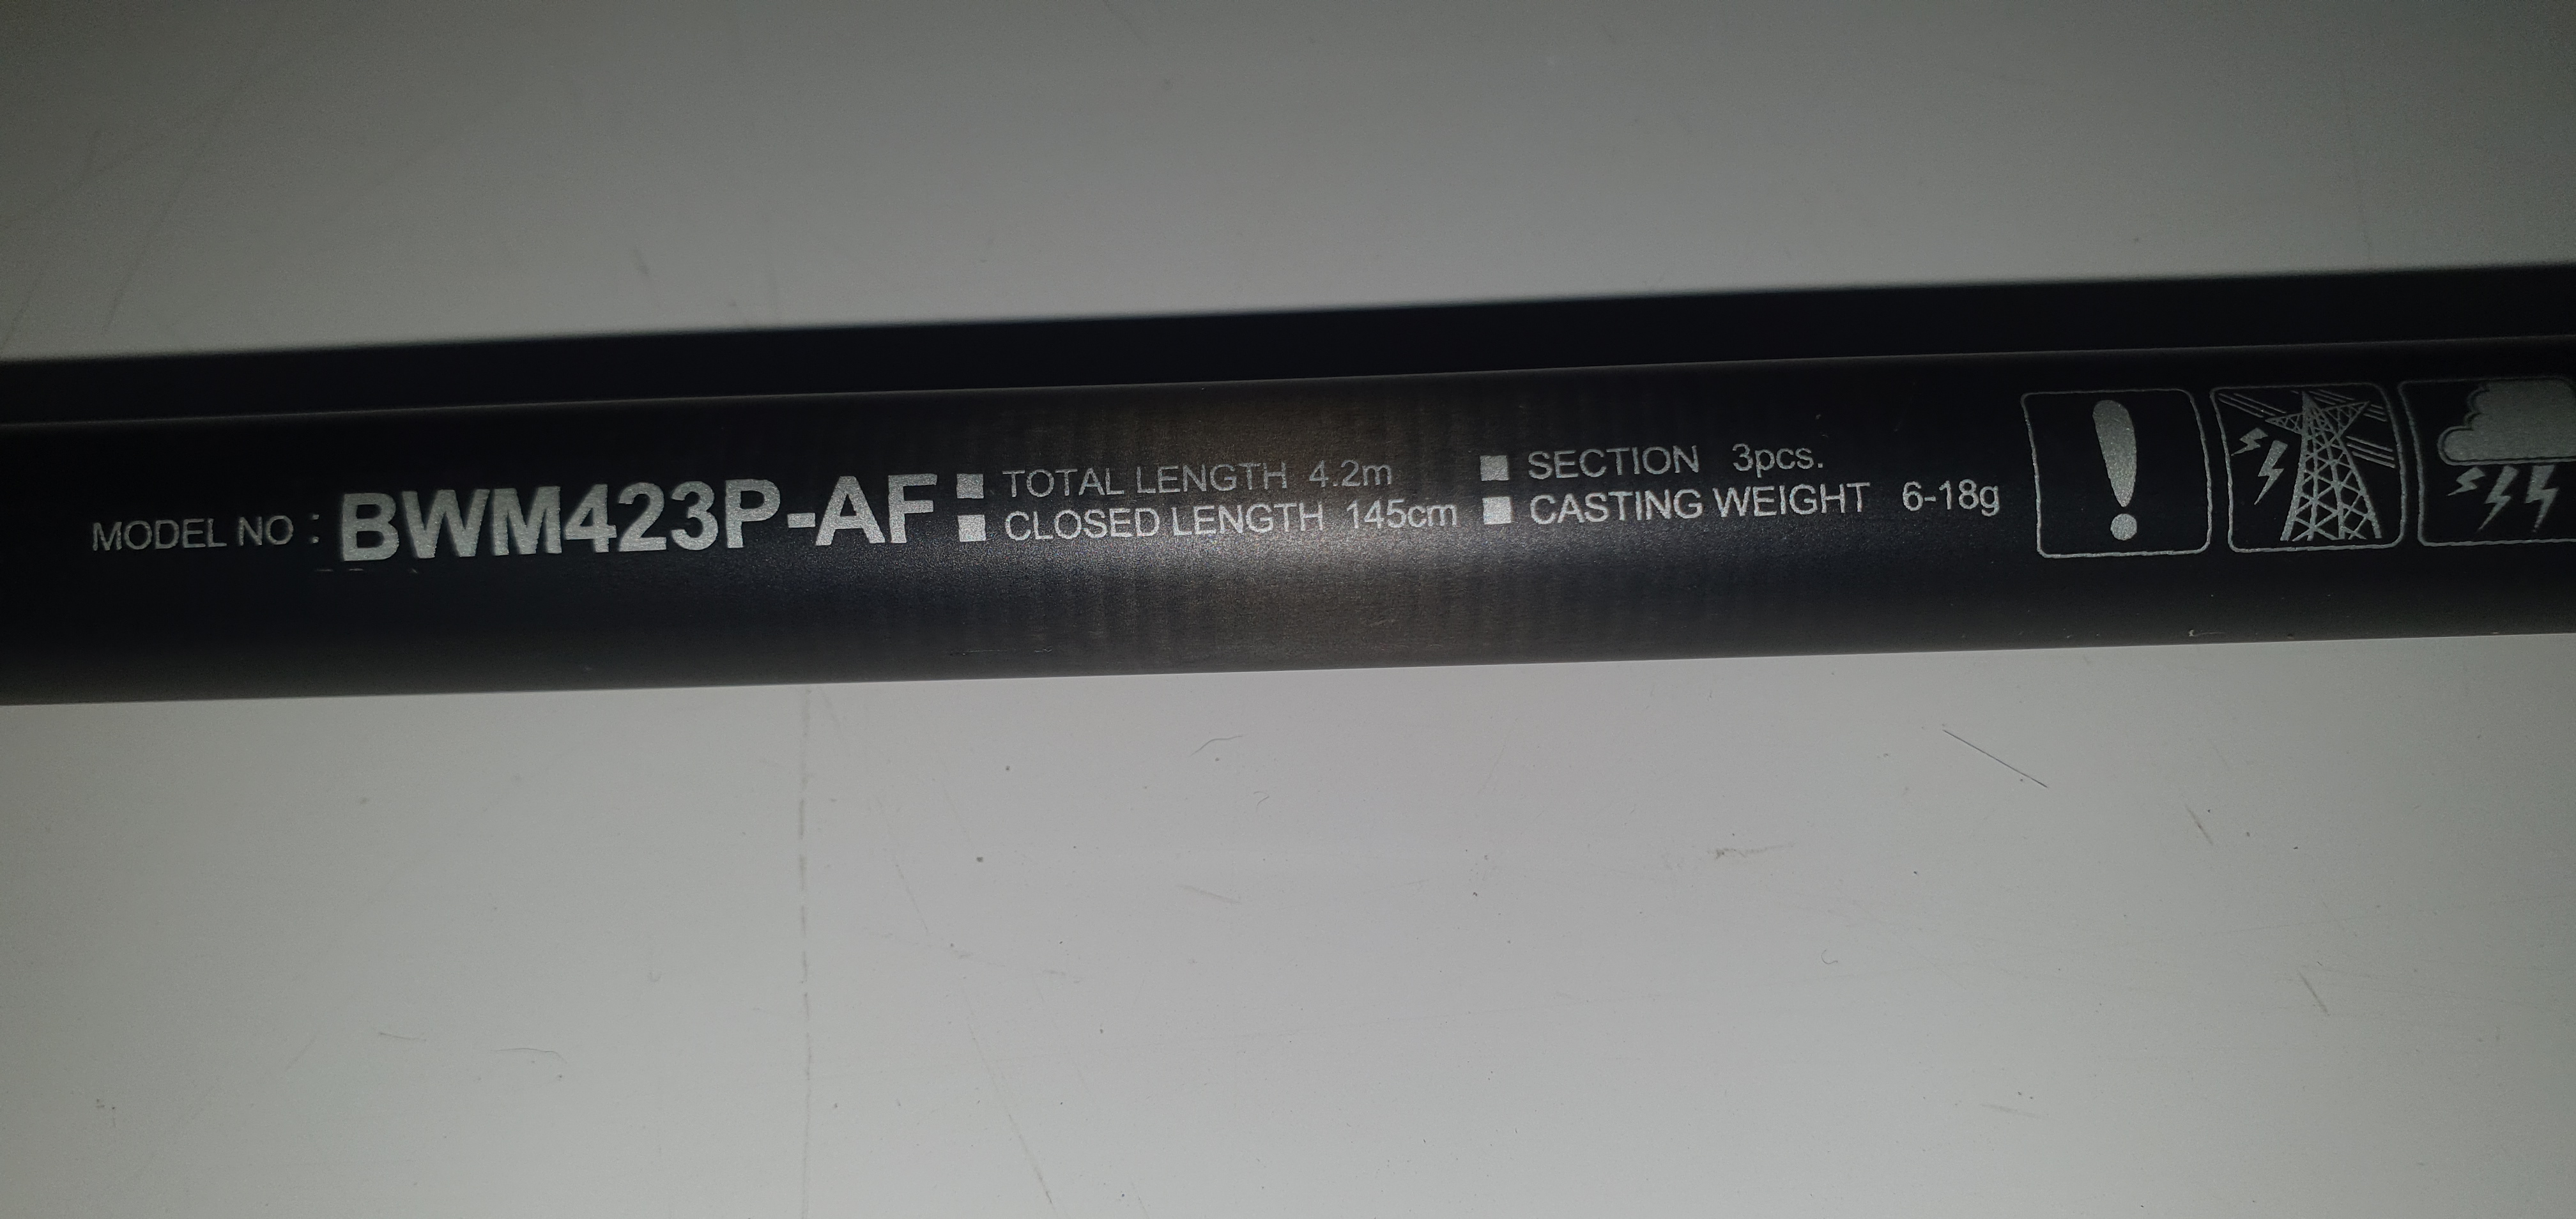 MODEL NO : BWM423P-AF
■ TOTAL LENGTH 4.2m
■ CLOSED LENGTH 145cm
■ SECTION 3pcs.
■ CASTING WEIGHT 6-18g
!